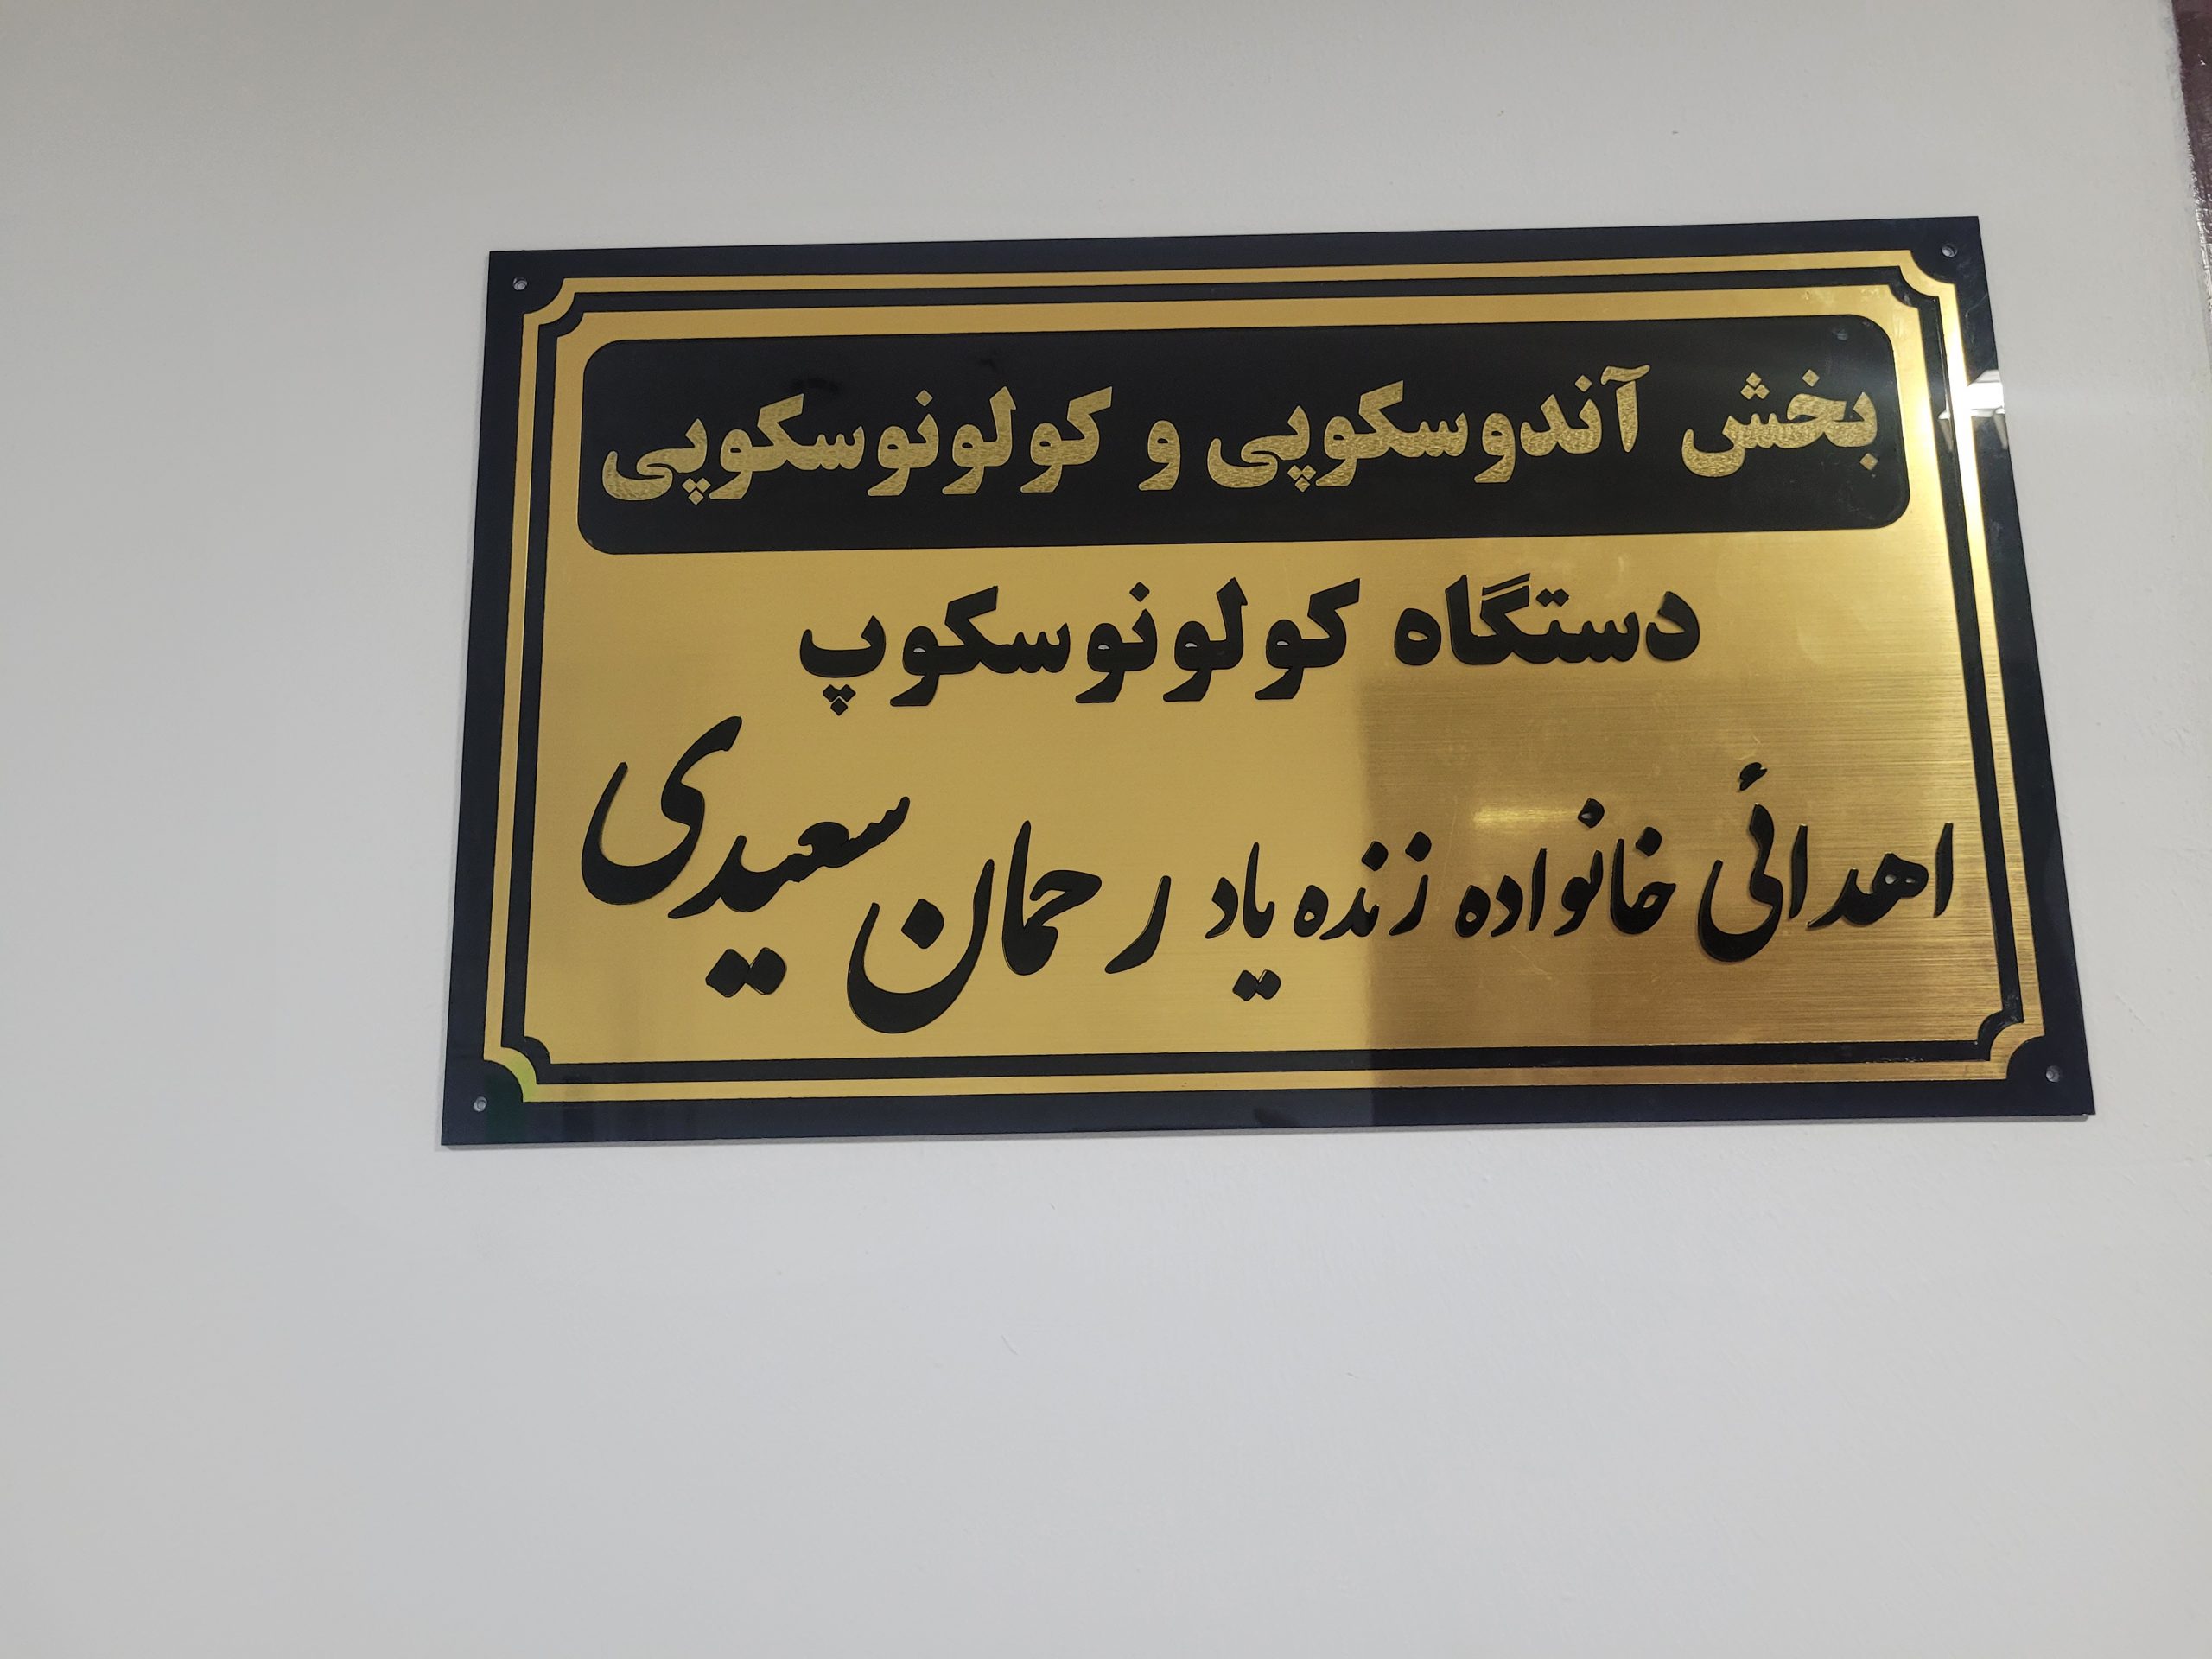 بخش آندوسکوپی و کولونوسکوپی
دستگاه کولونوسکوپ
اهدائی خانواده زنده یاد رحمان سعیدی